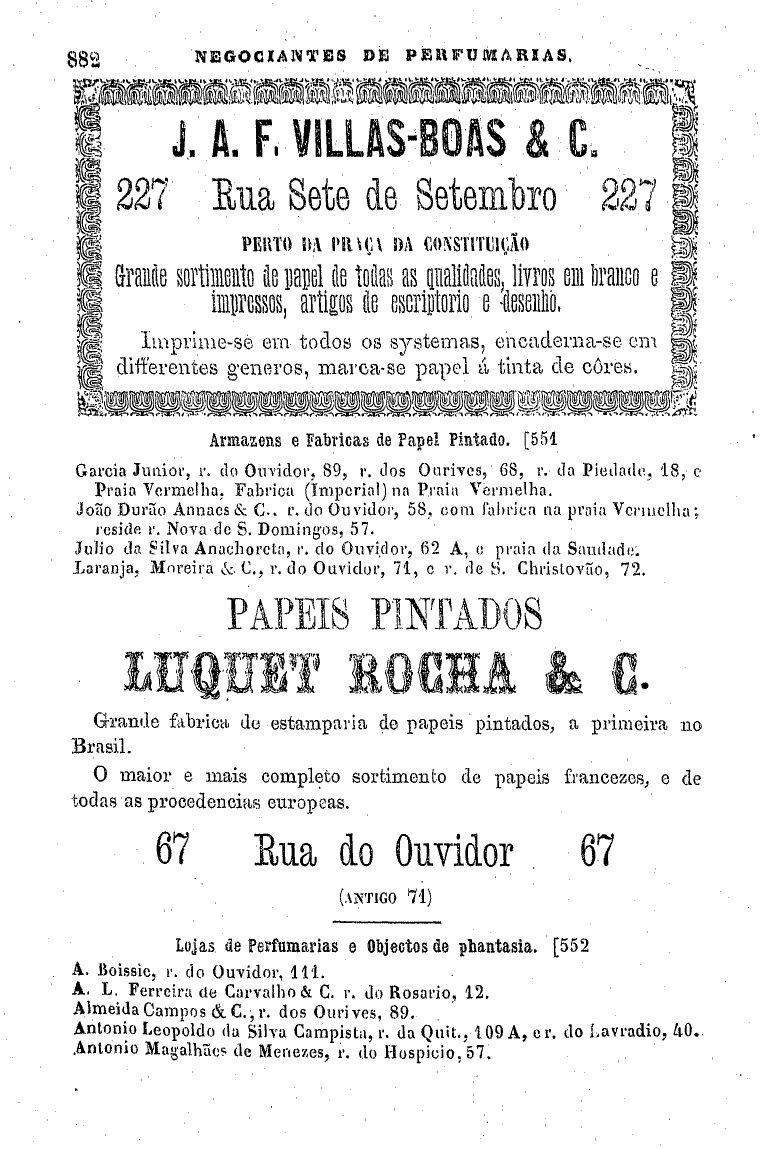 882 NEGOCIANTES DE PERFUMARIAS.
J. A. F. VILLAS-BOAS & C.
227 Rua Sete de Setembro 227
PERTO DA PRAÇA DA CONSTITUIÇÃO
Grande sortimento de papel de todas as qualidades, livros em branco e
impressos, artigos de escriptorio e desenho.
Imprime-se em todos os systemas, encaderna-se em
differentes generos, marca-se papel á tinta de côres.
Armazens e Fabricas de Papel Pintado. [551
Garcia Junior, r. do Ouvidor, 89, r. dos Ourives, 68, r. da Piedade, 18, e
Praia Vermelha, Fabrica (Imperial) na Praia Vermelha.
João Durão Annaes & C., r. do Ouvidor, 58, com fabrica na praia Vermelha;
reside r. Nova de S. Domingos, 57.
Julio da Silva Anachoreta, r. do Ouvidor, 62 A, e praia da Saudade.
Laranja, Moreira & C., r. do Ouvidor, 71, e r. de S. Christovão, 72.
PAPEIS PINTADOS
LUQUET ROCHA & C.
Grande fabrica de estamparia de papeis pintados, a primeira no
Brasil.
O maior e mais completo sortimento de papeis francezes, e de
todas as procedencias europeas.
67 Rua do Ouvidor 67
(ANTIGO 71)
Lojas de Perfumarias e Objectos de phantasia. [552
A. Boissic, r. do Ouvidor, 111.
A. L. Ferreira de Carvalho & C. r. do Rosario, 12.
Almeida Campos & C., r. dos Ourives, 89.
Antonio Leopoldo da Silva Campista, r. da Quit., 109 A, e r. do Lavradio, 40.
Antonio Magalhães de Menezes, r. do Hospicio, 57.